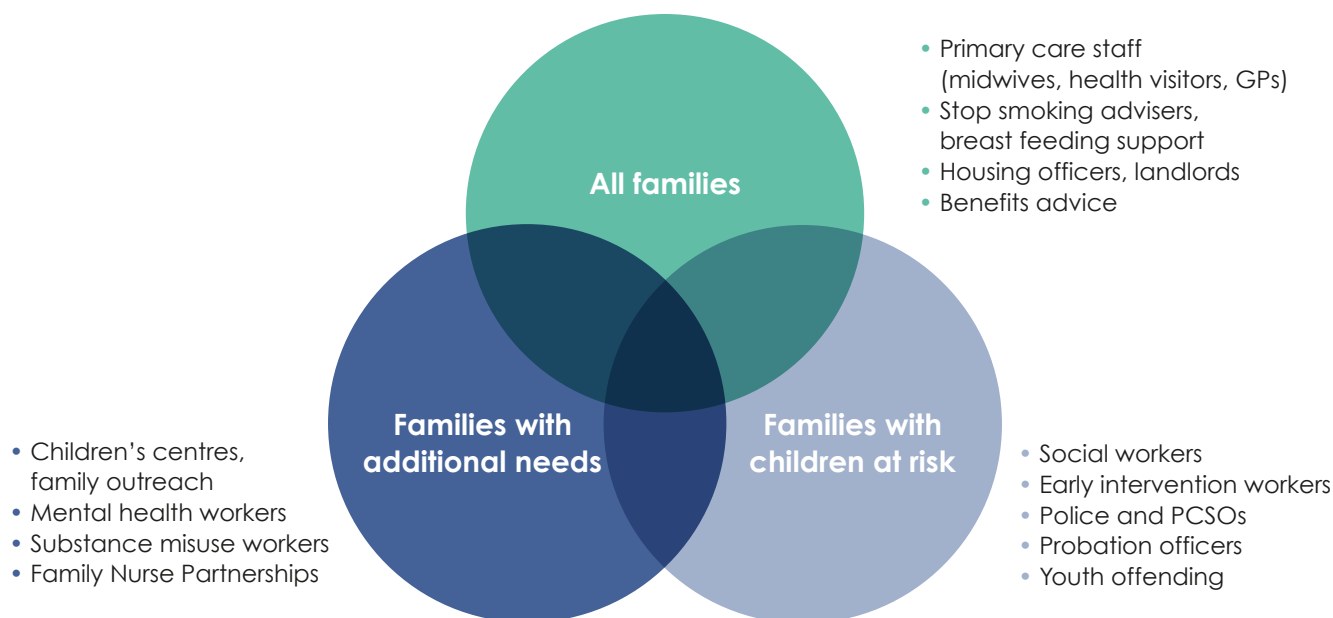 • Primary care staff
(midwives, health visitors, GPs)
• Stop smoking advisers,
breast feeding support
• Housing officers, landlords
• Benefits advice
All families
Families with
additional needs
Families with
children at risk
• Children’s centres,
family outreach
• Mental health workers
• Substance misuse workers
• Family Nurse Partnerships
• Social workers
• Early intervention workers
• Police and PCSOs
• Probation officers
• Youth offending